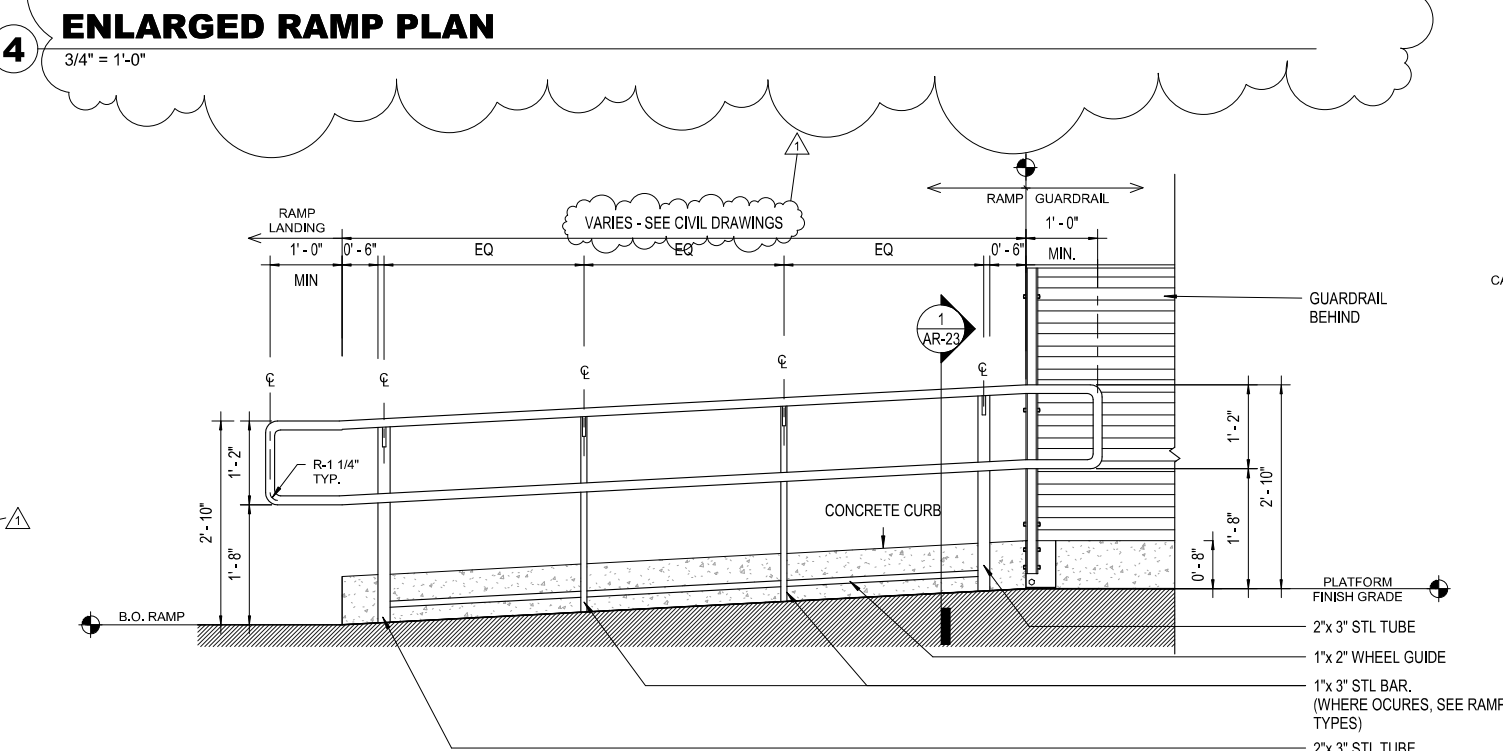 4
ENLARGED RAMP PLAN
3/4" = 1'-0"
1
RAMP GUARDRAIL
RAMP
LANDING
VARIES - SEE CIVIL DRAWINGS
1' - 0"
1' - 0" 0' - 6" EQ EQ EQ 0' - 6"
MIN
MIN.
GUARDRAIL
BEHIND
CA
1
AR-23
℄ ℄ ℄ ℄ ℄
R-1 1/4"
TYP.
1' - 2"
2' - 10"
1' - 8"
1' - 2"
2' - 10"
1' - 8"
0' - 8"
CONCRETE CURB
1
PLATFORM
FINISH GRADE
B.O. RAMP
2"x 3" STL TUBE
1"x 2" WHEEL GUIDE
1"x 3" STL BAR.
(WHERE OCURES, SEE RAMP
TYPES)
2"x 3" STL TUBE